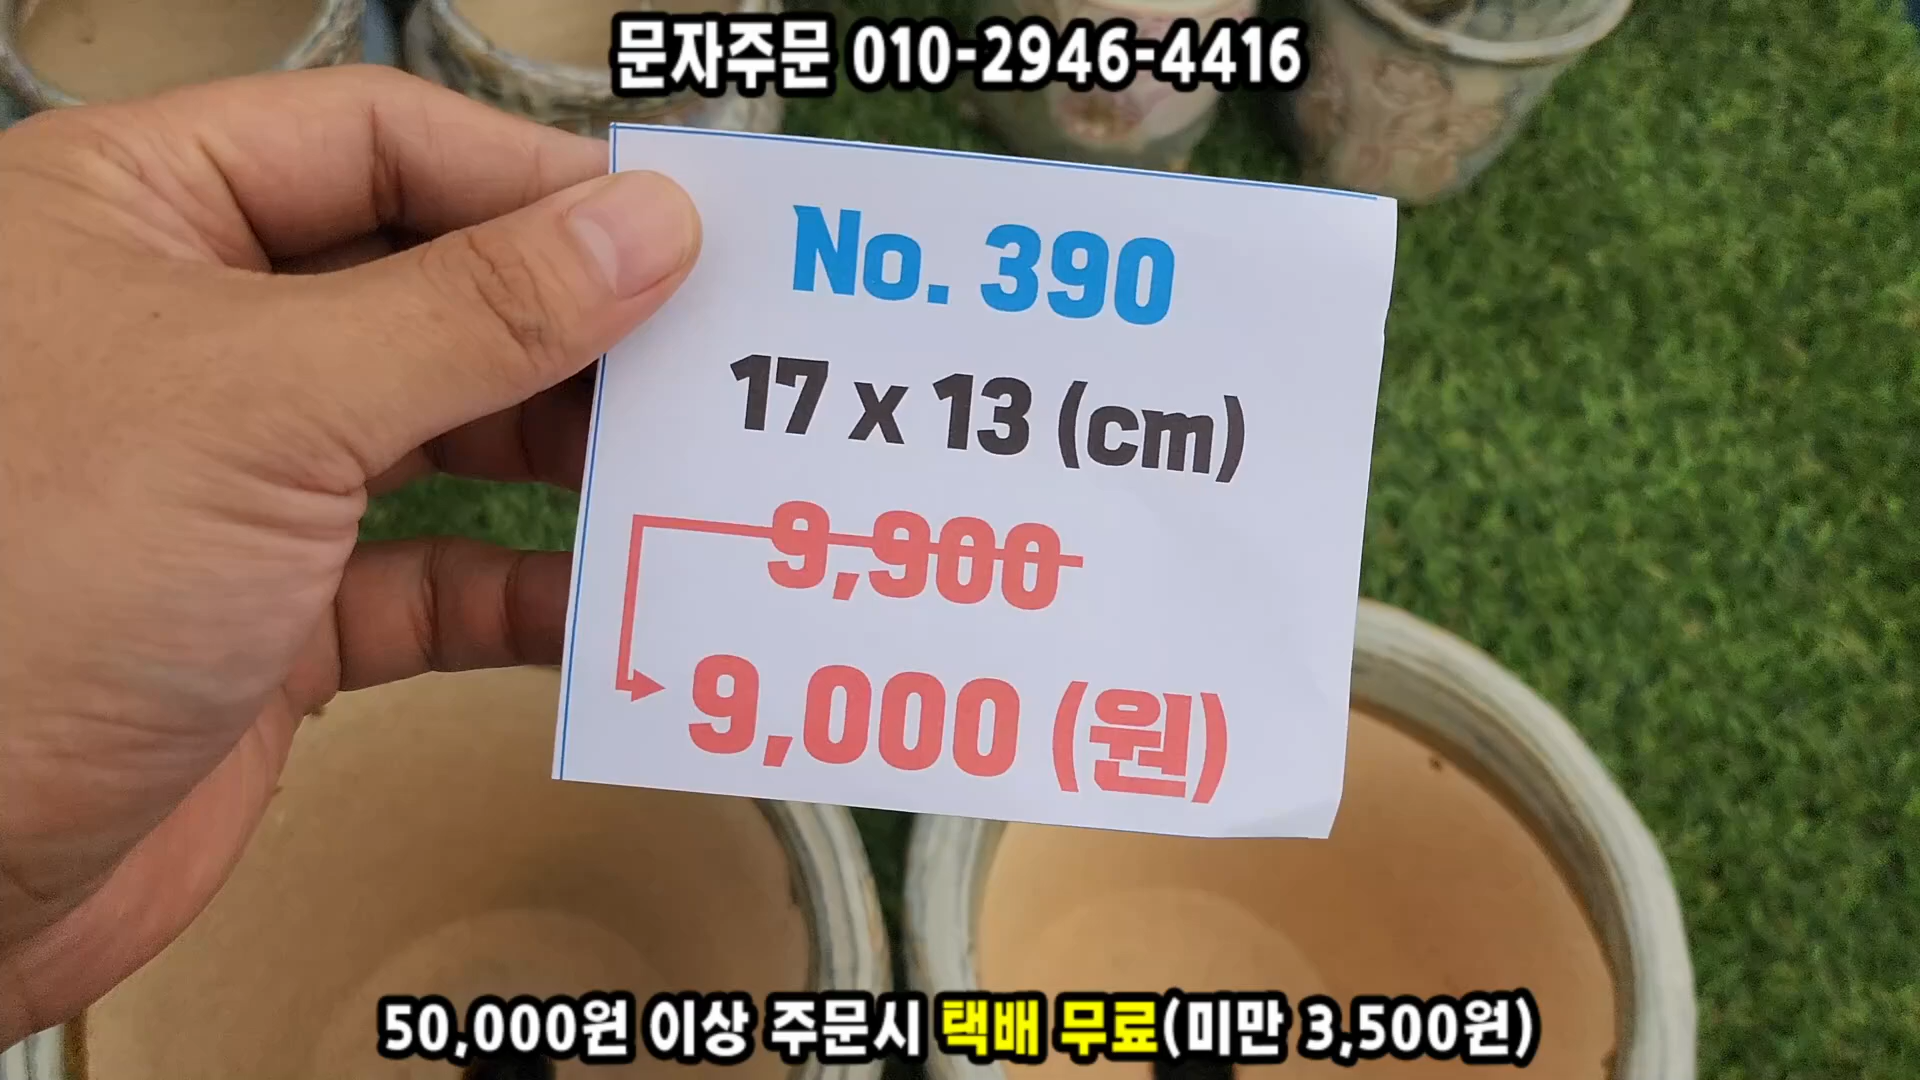 문자주문 010-2946-4416
No. 390
17 x 13 (cm)
9,900
9,000 (원)
50,000원 이상 주문시 택배 무료(미만 3,500원)